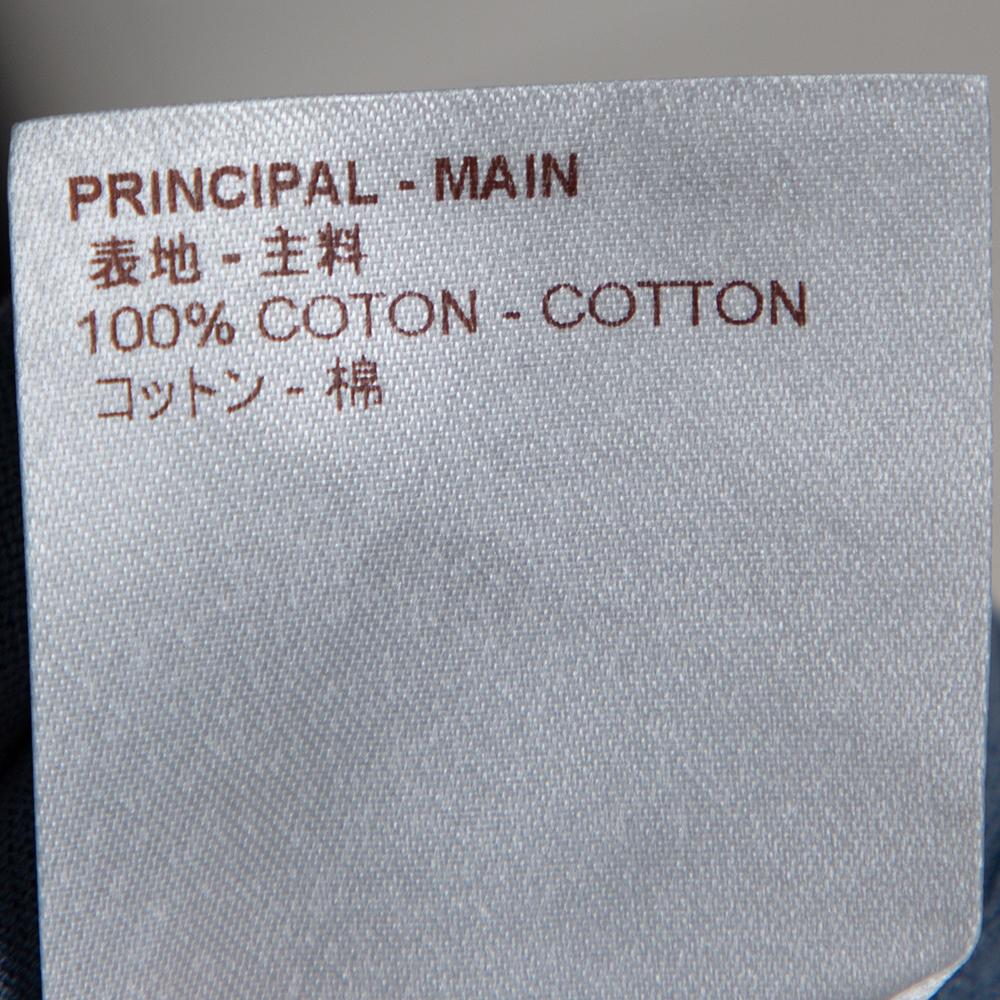 PRINCIPAL - MAIN
表地 - 主料
100% COTON - COTTON
コットン - 棉